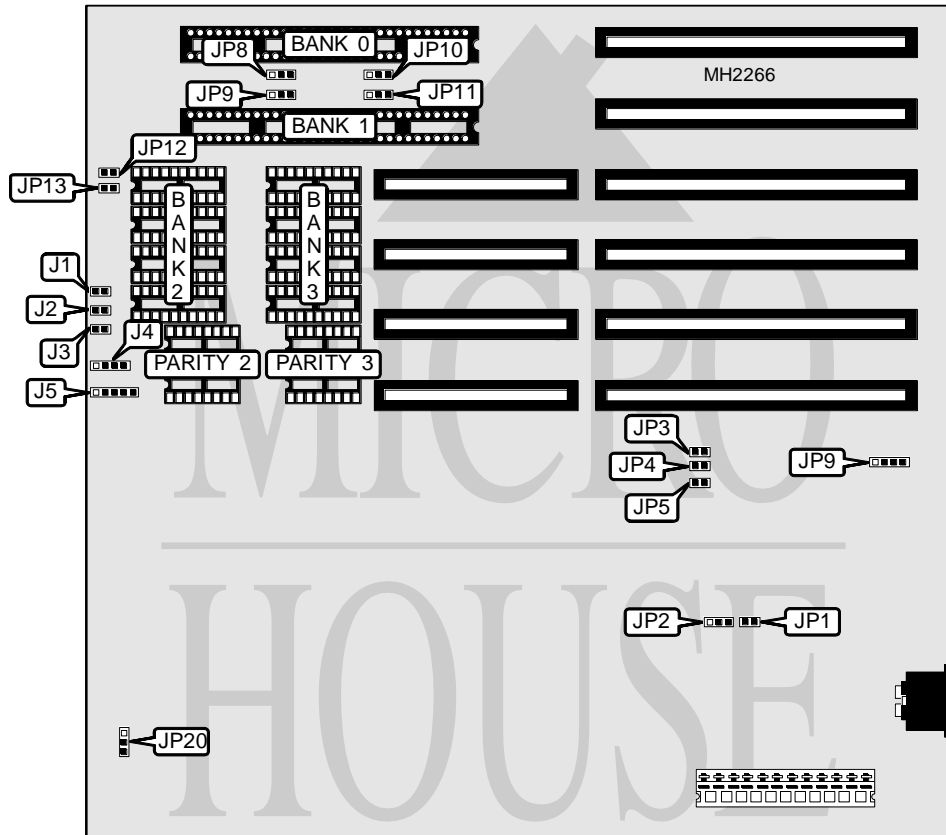 BANK 0
JP8
JP10
MH2266
JP9
JP11
BANK 1
JP12
JP13
BANK 2
BANK 3
J1
J2
J3
J4
PARITY 2
PARITY 3
J5
JP3
JP4
JP9
JP5
MICRO
HOUSE
JP2
JP1
JP20